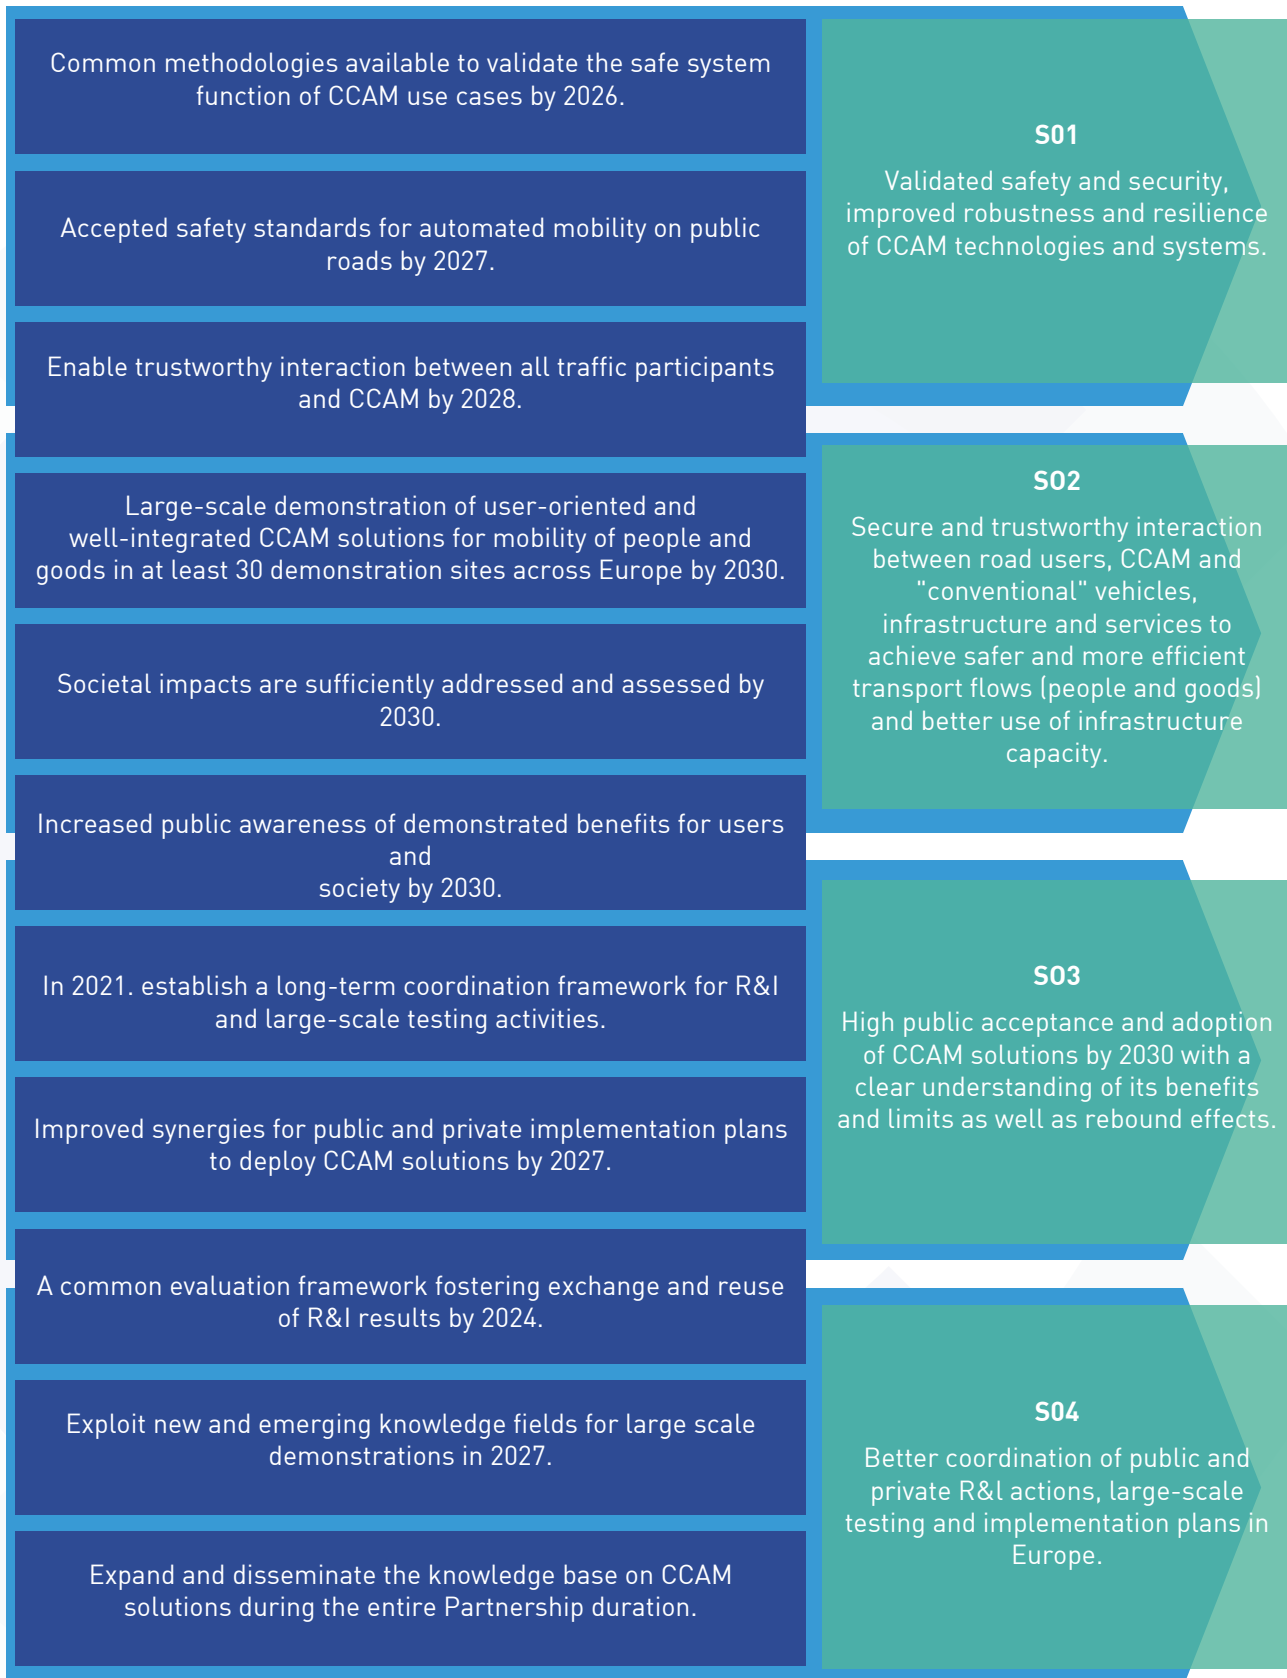 Common methodologies available to validate the safe system
function of CCAM use cases by 2026.
Accepted safety standards for automated mobility on public
roads by 2027.
Enable trustworthy interaction between all traffic participants
and CCAM by 2028.
Large-scale demonstration of user-oriented and
well-integrated CCAM solutions for mobility of people and
goods in at least 30 demonstration sites across Europe by 2030.
Societal impacts are sufficiently addressed and assessed by
2030.
Increased public awareness of demonstrated benefits for users
and
society by 2030.
In 2021. establish a long-term coordination framework for R&I
and large-scale testing activities.
Improved synergies for public and private implementation plans
to deploy CCAM solutions by 2027.
A common evaluation framework fostering exchange and reuse
of R&I results by 2024.
Exploit new and emerging knowledge fields for large scale
demonstrations in 2027.
Expand and disseminate the knowledge base on CCAM
solutions during the entire Partnership duration.
S01
Validated safety and security,
improved robustness and resilience
of CCAM technologies and systems.
SO2
Secure and trustworthy interaction
between road users, CCAM and
"conventional" vehicles,
infrastructure and services to
achieve safer and more efficient
transport flows (people and goods)
and better use of infrastructure
capacity.
SO3
High public acceptance and adoption
of CCAM solutions by 2030 with a
clear understanding of its benefits
and limits as well as rebound effects.
S04
Better coordination of public and
private R&l actions, large-scale
testing and implementation plans in
Europe.